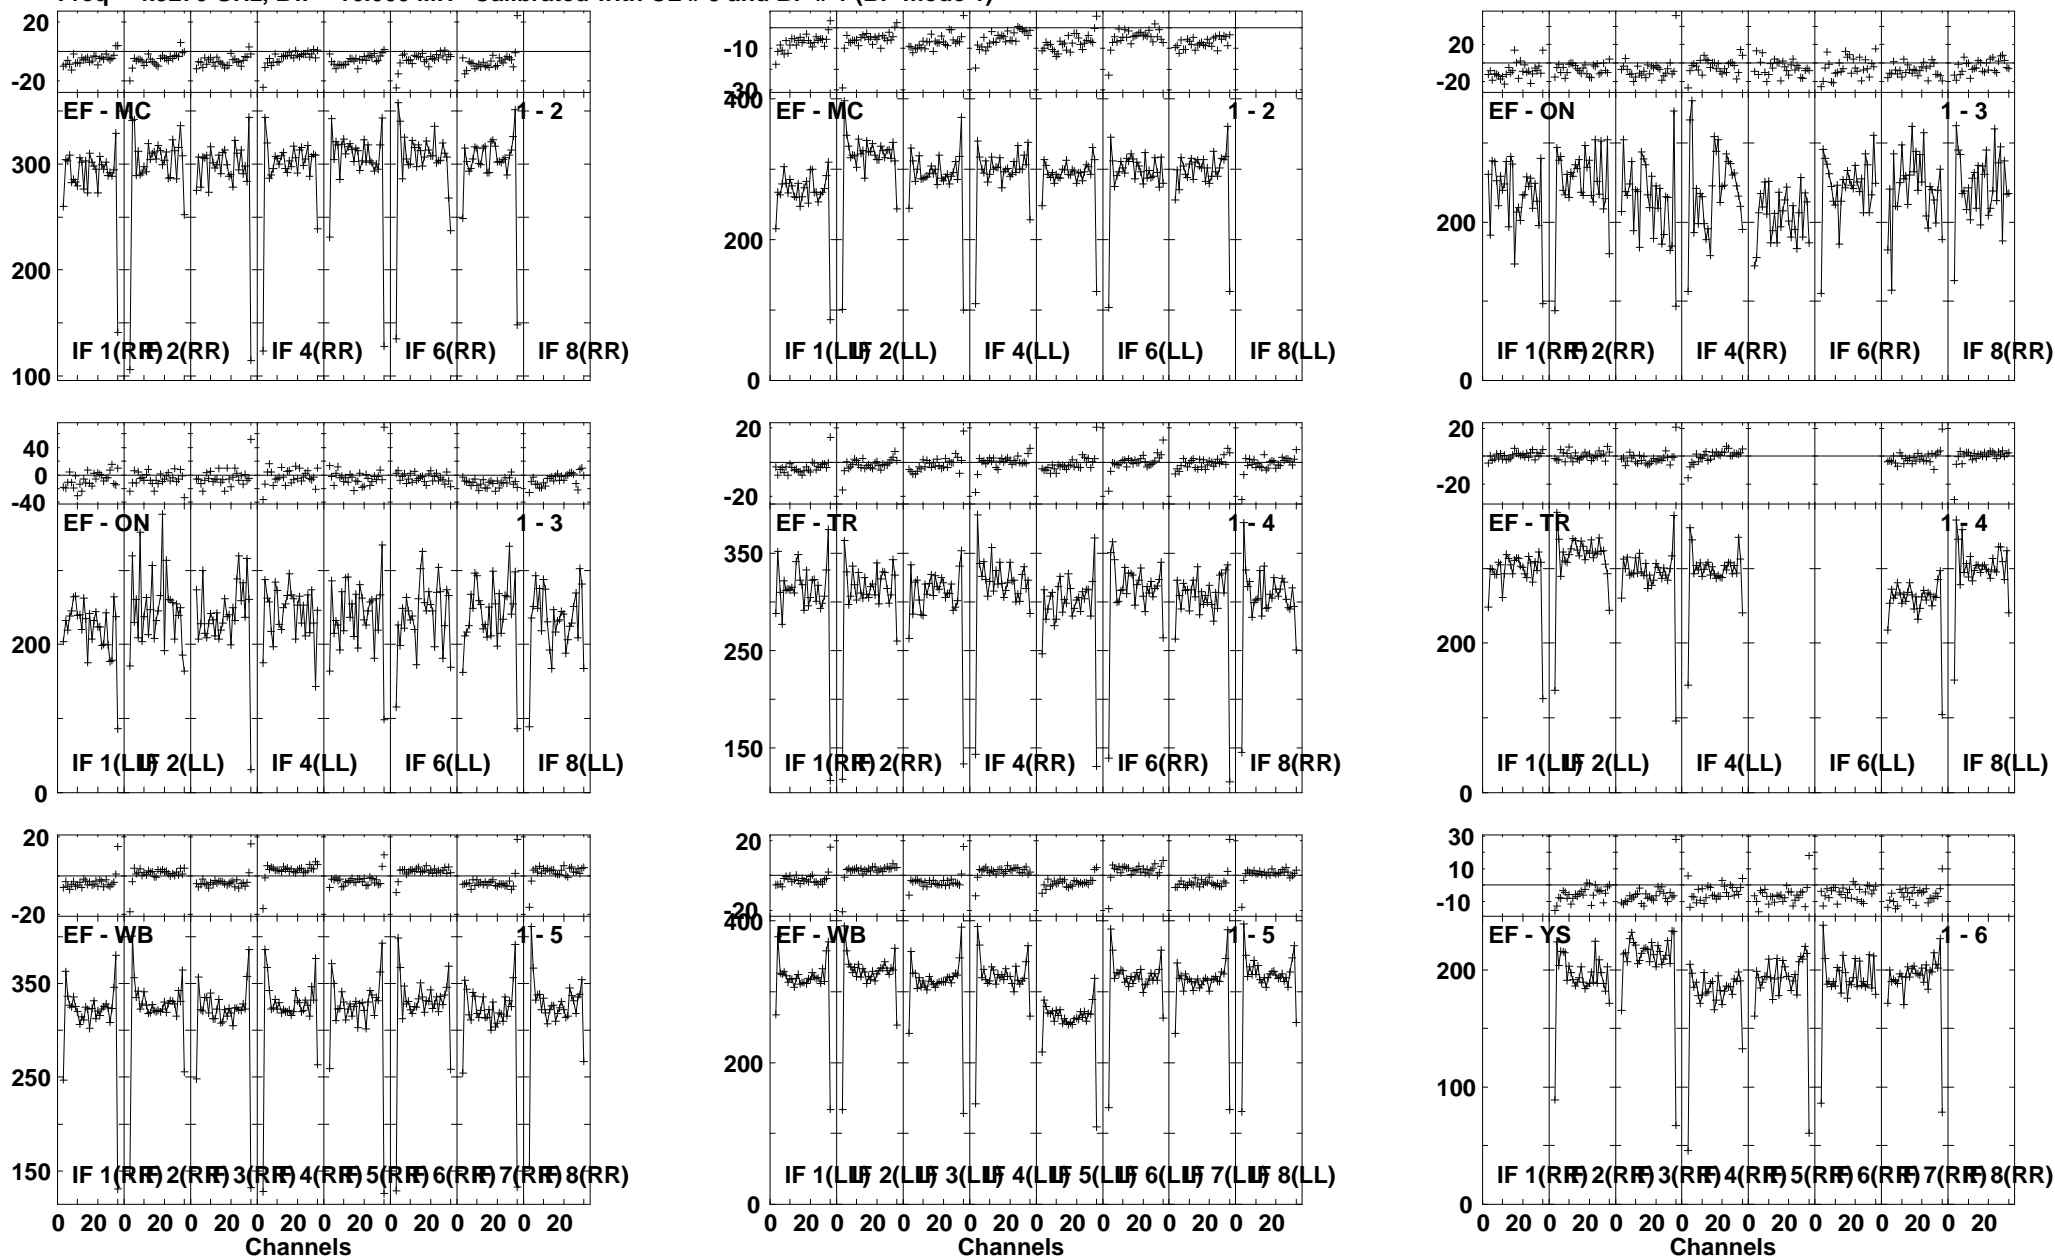 20
0
-20
EF - MC
1 - 2
300
200
100
IF 1(RR)
IF 2(RR)
IF 4(RR)
IF 6(RR)
IF 8(RR)
-10
-30
400
EF - MC
1 - 2
200
0
IF 1(LL)
IF 2(LL)
IF 4(LL)
IF 6(LL)
IF 8(LL)
20
0
-20
EF - ON
1 - 3
200
0
IF 1(RR)
IF 2(RR)
IF 4(RR)
IF 6(RR)
IF 8(RR)
40
20
0
-20
-40
EF - ON
1 - 3
200
0
IF 1(LL)
IF 2(LL)
IF 4(LL)
IF 6(LL)
IF 8(LL)
20
0
-20
EF - TR
1 - 4
350
250
150
IF 1(RR)
IF 2(RR)
IF 4(RR)
IF 6(RR)
IF 8(RR)
20
0
-20
EF - TR
1 - 4
200
0
IF 1(LL)
IF 2(LL)
IF 4(LL)
IF 6(LL)
IF 8(LL)
20
0
-20
EF - WB
1 - 5
350
250
150
IF 1(RR)
IF 2(RR)
IF 3(RR)
IF 4(RR)
IF 5(RR)
IF 6(RR)
IF 7(RR)
IF 8(RR)
0 20 0 20 0 20 0 20 0 20 0 20 0 20 0 20
Channels
20
0
-20
400
EF - WB
1 - 5
200
0
IF 1(LL)
IF 2(LL)
IF 3(LL)
IF 4(LL)
IF 5(LL)
IF 6(LL)
IF 7(LL)
IF 8(LL)
0 20 0 20 0 20 0 20 0 20 0 20 0 20 0 20
Channels
30
10
-10
EF - YS
1 - 6
200
100
0
IF 1(RR)
IF 2(RR)
IF 3(RR)
IF 4(RR)
IF 5(RR)
IF 6(RR)
IF 7(RR)
IF 8(RR)
0 20 0 20 0 20 0 20 0 20 0 20 0 20 0 20
Channels